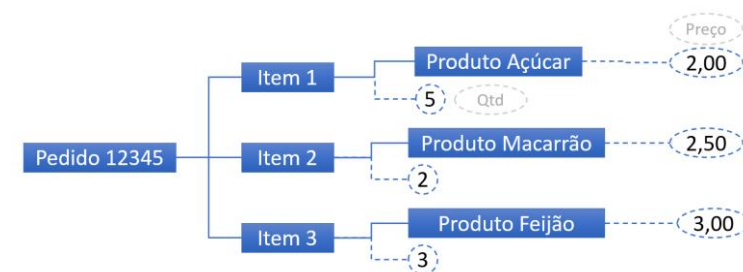 Preço
Produto Açúcar
2,00
Item 1
5
Qtd
Produto Macarrão
2,50
Pedido 12345
Item 2
2
Produto Feijão
3,00
Item 3
3